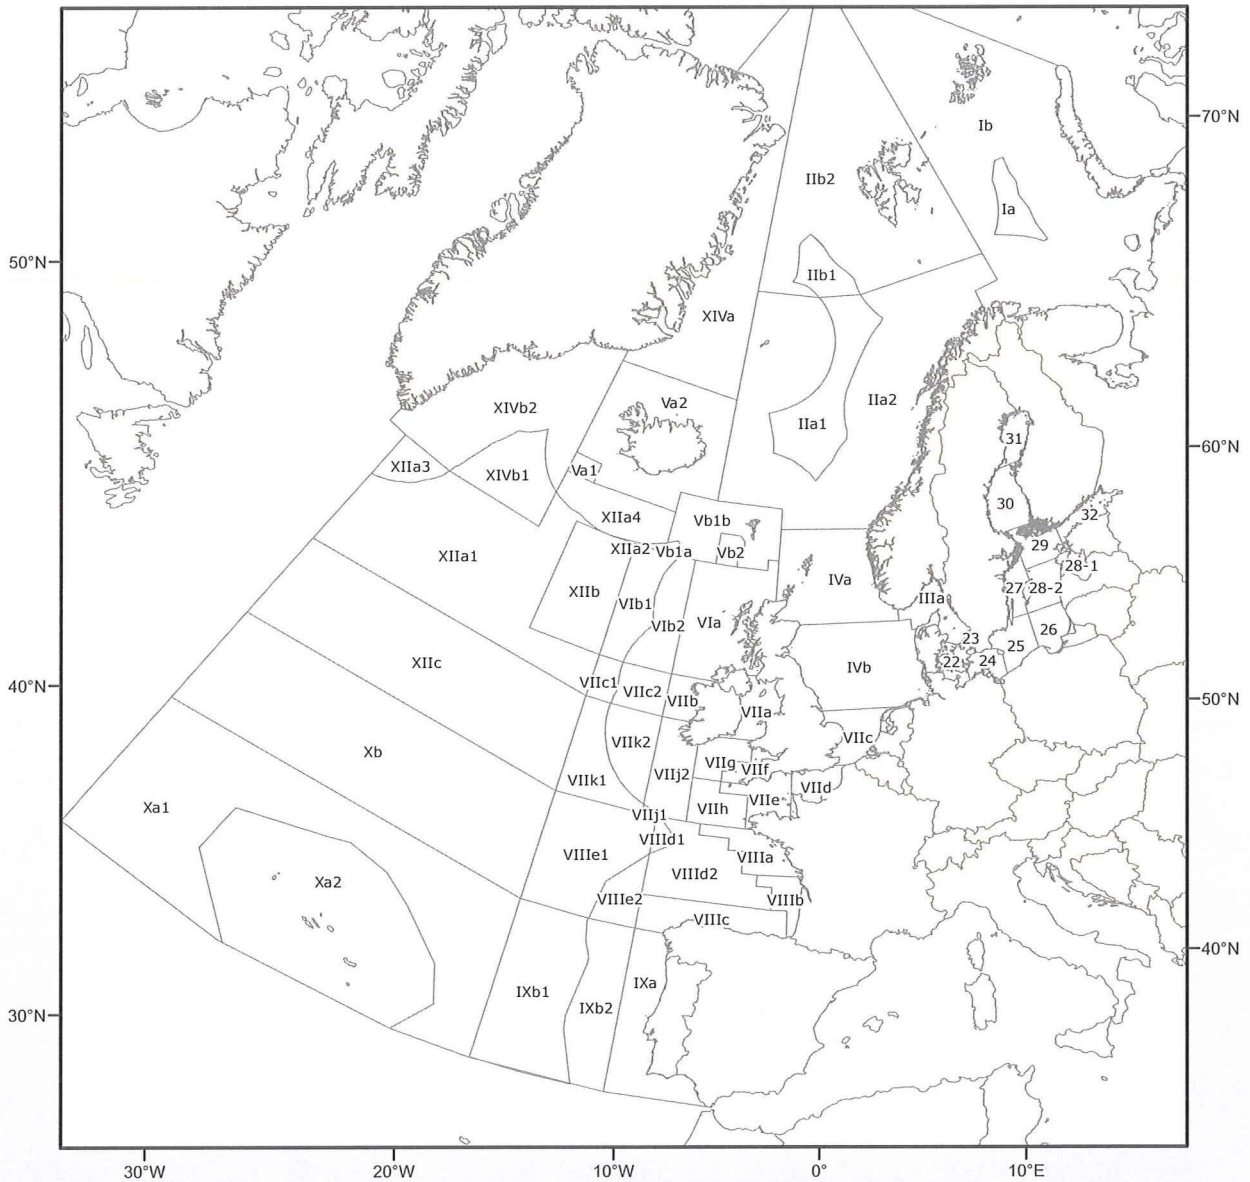 70°N
Ib
IIb2
Ia
50°N
IIb1
XIVa
IIa2
Va2
XIVb2
IIa1
31
60°N
XIIa3
XIVb1
Va1
30
32
XIIa4
Vb1b
29
XIIa1
XIIa2
Vb1a
Vb2
28-1
IVa
XIIb
VIb1
IIIa
27
28-2
VIb2
VIa
26
23
25
XIIc
IVb
22
24
40°N
VIIc1
VIIc2
VIIb
50°N
VIIa
VIIk2
VIIc
Xb
VIIg
VIIf
VIIj2
VIIk1
VIId
Xa1
VIIh
VIIe
VIIj1
VIIId1
VIIIe1
VIIIa
VIIId2
Xa2
VIIIe2
VIIIb
VIIIc
40°N
IXa
IXb1
IXb2
30°N
30°W
20°W
10°W
0°
10°E